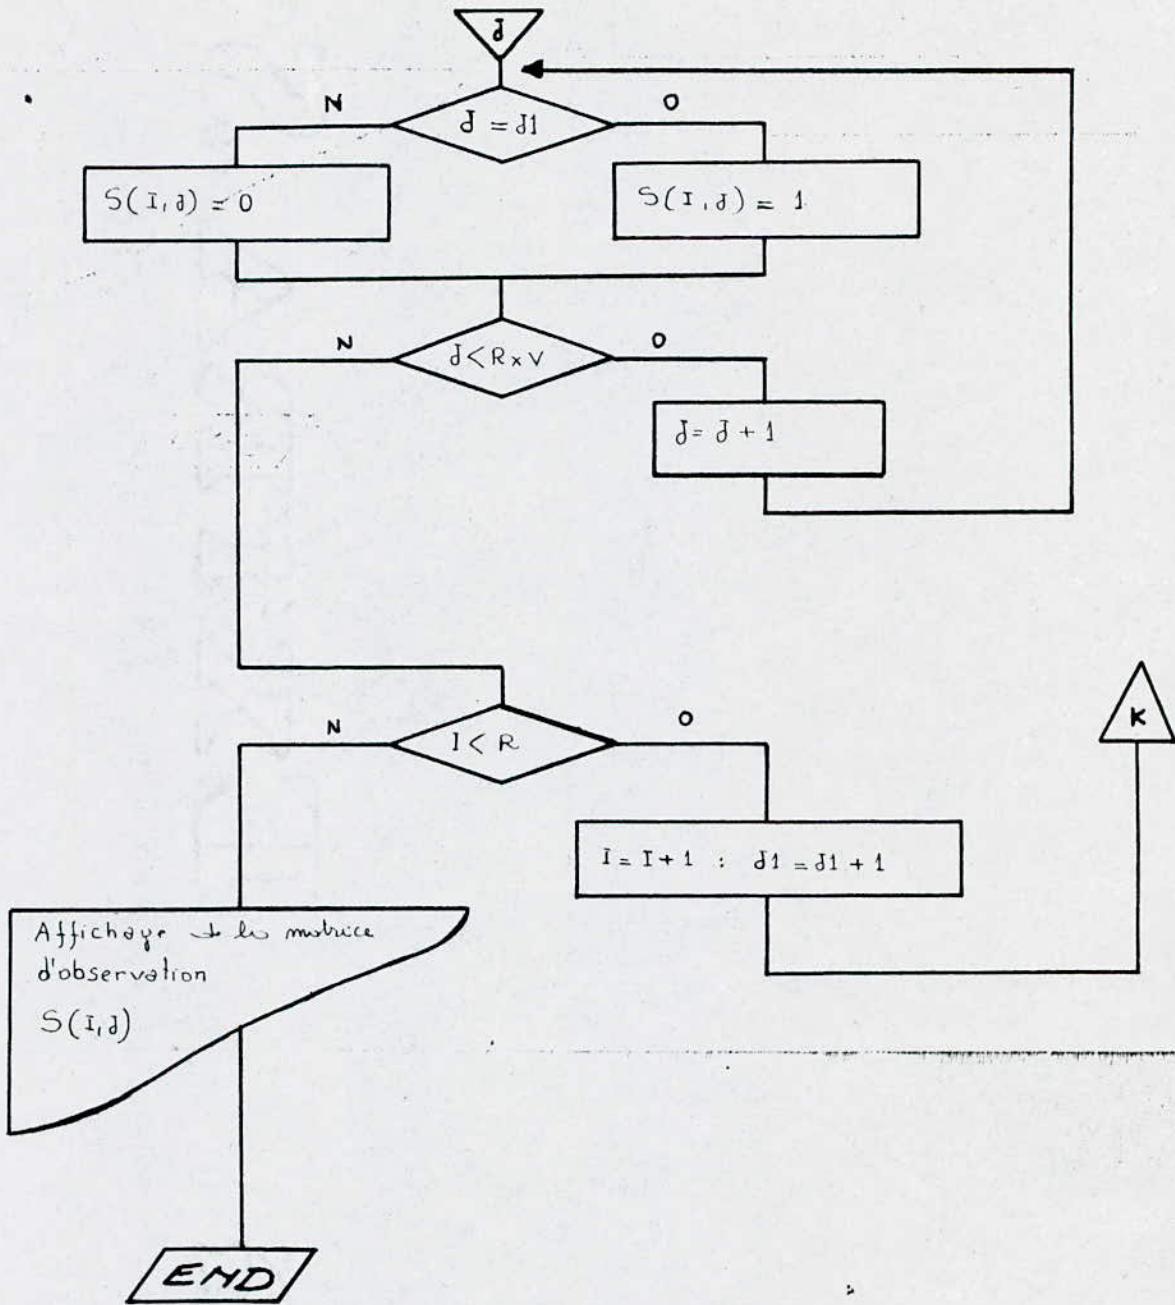 J
N
O
J = J1
S(I,J) = 0
S(I,J) = 1
N
O
J < R x V
J = J + 1
N
O
I < R
K
I = I + 1 : J1 = J1 + 1
Affichage de la matrice
d'observation
S(I,J)
END